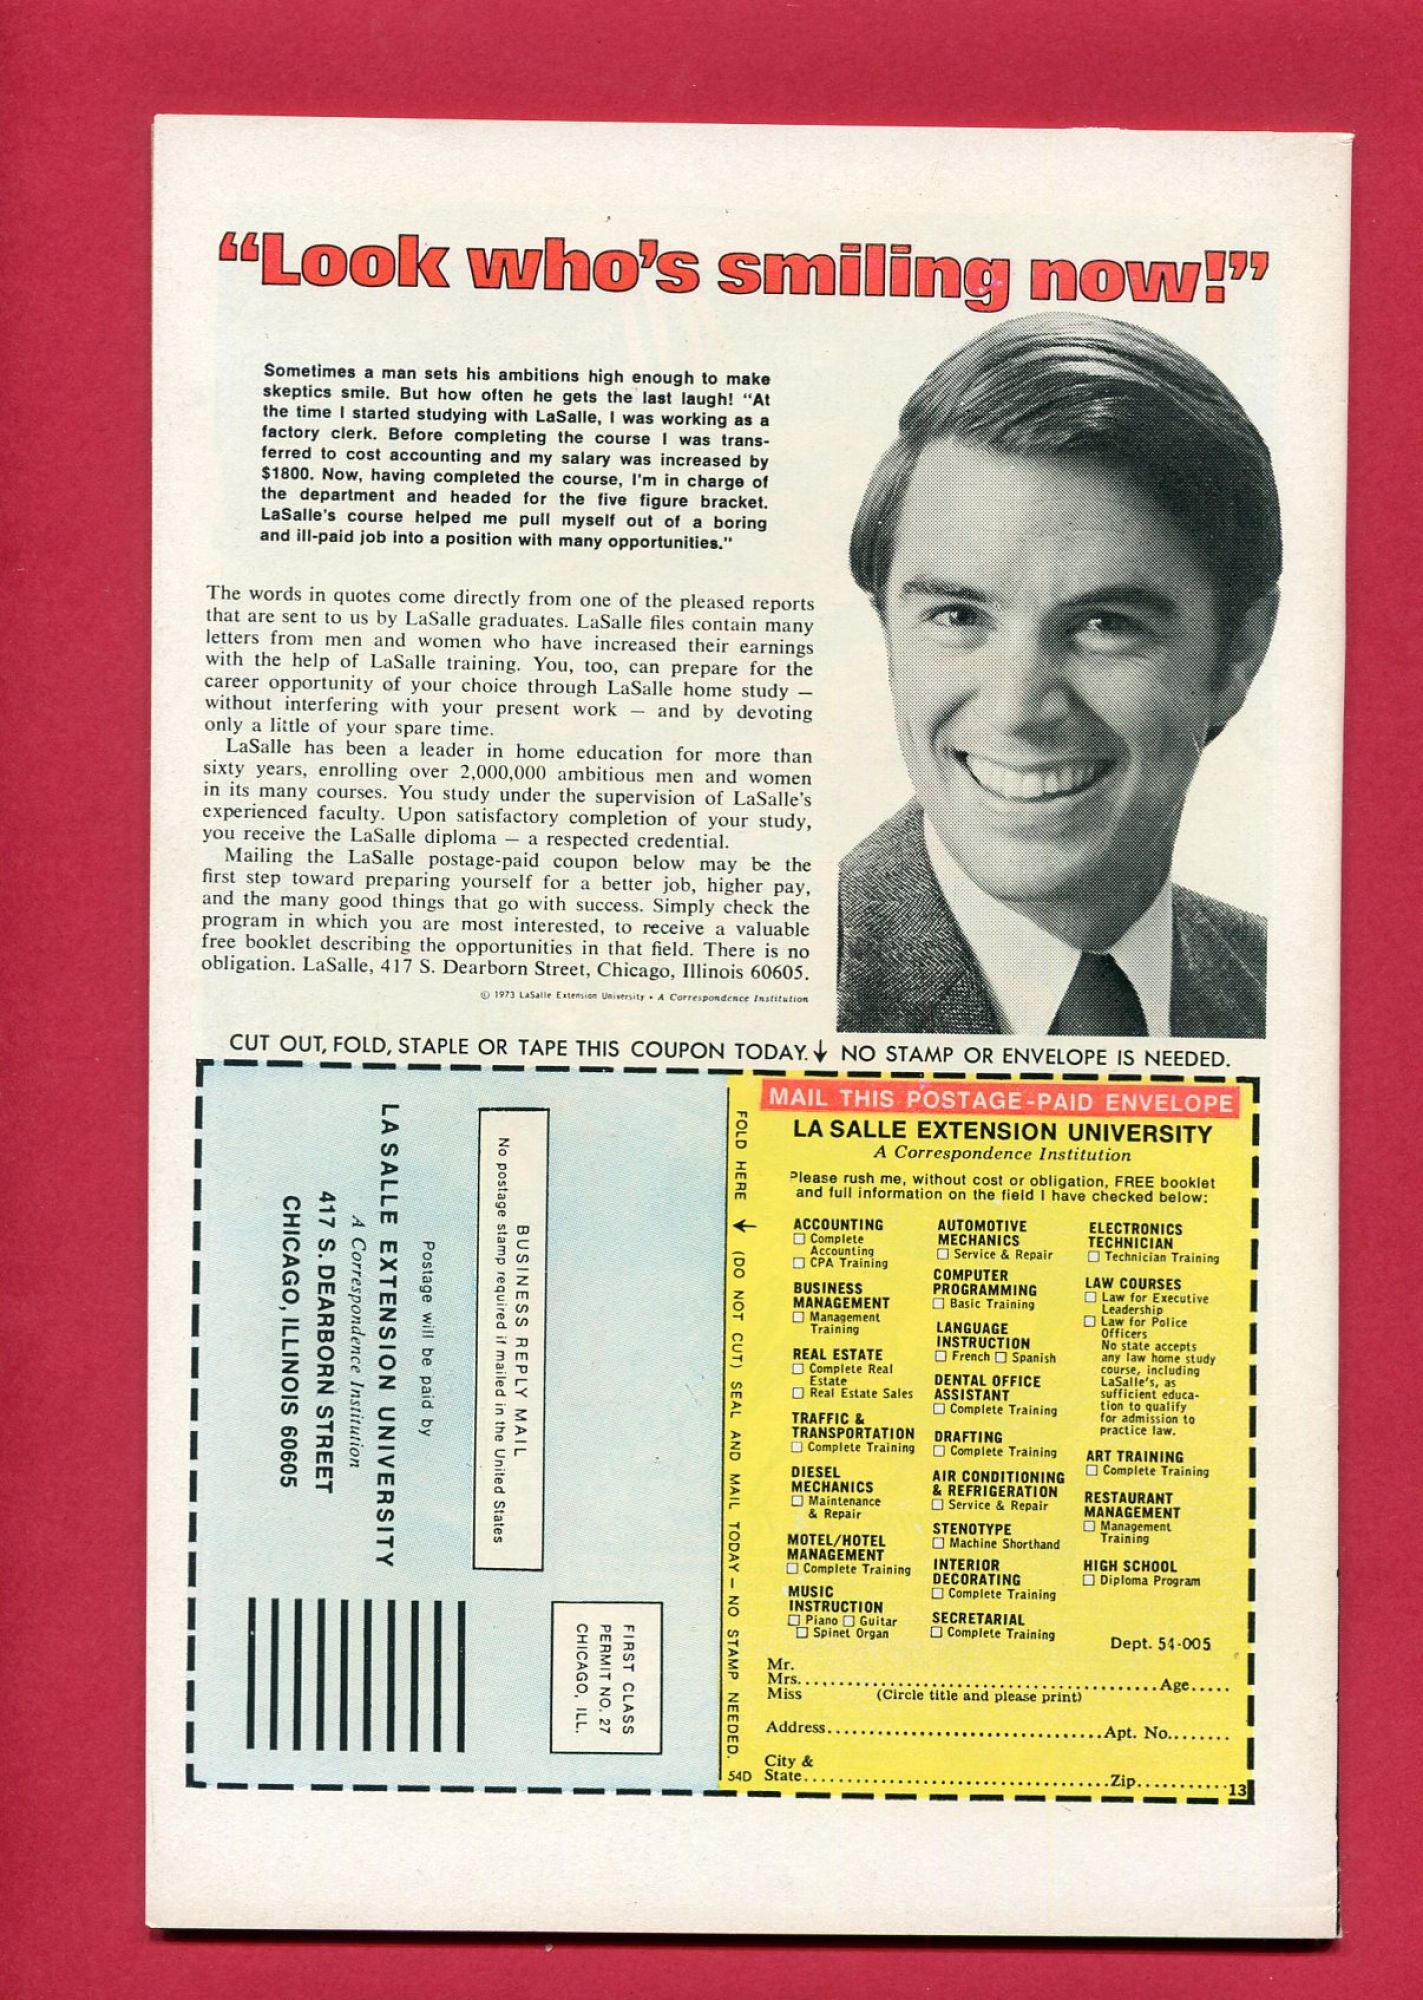 “Look who’s smiling now!”
Sometimes a man sets his ambitions high enough to make
skeptics smile. But how often he gets the last laugh! “At
the time I started studying with LaSalle, I was working as a
factory clerk. Before completing the course I was trans-
ferred to cost accounting and my salary was increased by
$1800. Now, having completed the course, I'm in charge of
the department and headed for the five figure bracket.
LaSalle's course helped me pull myself out of a boring
and ill-paid job into a position with many opportunities."
The words in quotes come directly from one of the pleased reports
that are sent to us by LaSalle graduates. LaSalle files contain many
letters from men and women who have increased their earnings
with the help of LaSalle training. You, too, can prepare for the
career opportunity of your choice through LaSalle home study —
without interfering with your present work — and by devoting
only a little of your spare time.
LaSalle has been a leader in home education for more than
sixty years, enrolling over 2,000,000 ambitious men and women
in its many courses. You study under the supervision of LaSalle's
experienced faculty. Upon satisfactory completion of your study,
you receive the LaSalle diploma — a respected credential.
Mailing the LaSalle postage-paid coupon below may be the
first step toward preparing yourself for a better job, higher pay,
and the many good things that go with success. Simply check the
program in which you are most interested, to receive a valuable
free booklet describing the opportunities in that field. There is no
obligation. LaSalle, 417 S. Dearborn Street, Chicago, Illinois 60605.
© 1973 LaSalle Extension University • A Correspondence Institution
CUT OUT, FOLD, STAPLE OR TAPE THIS COUPON TODAY. ↓ NO STAMP OR ENVELOPE IS NEEDED.
FIRST CLASS
PERMIT NO. 27
CHICAGO, ILL.
BUSINESS REPLY MAIL
No postage stamp required if mailed in the United States
Postage will be paid by
LA SALLE EXTENSION UNIVERSITY
A Correspondence Institution
417 S. DEARBORN STREET
CHICAGO, ILLINOIS 60605
FOLD HERE ↓ (DO NOT CUT) SEAL AND MAIL TODAY — NO STAMP NEEDED.
54D
MAIL THIS POSTAGE-PAID ENVELOPE
LA SALLE EXTENSION UNIVERSITY
A Correspondence Institution
Please rush me, without cost or obligation, FREE booklet
and full information on the field I have checked below:
ACCOUNTING
☐ Complete
Accounting
☐ CPA Training
BUSINESS
MANAGEMENT
☐ Management
Training
REAL ESTATE
☐ Complete Real
Estate
☐ Real Estate Sales
TRAFFIC &
TRANSPORTATION
☐ Complete Training
DIESEL
MECHANICS
☐ Maintenance
& Repair
MOTEL/HOTEL
MANAGEMENT
☐ Complete Training
MUSIC
INSTRUCTION
☐ Piano ☐ Guitar
☐ Spinet Organ
AUTOMOTIVE
MECHANICS
☐ Service & Repair
COMPUTER
PROGRAMMING
☐ Basic Training
LANGUAGE
INSTRUCTION
☐ French ☐ Spanish
DENTAL OFFICE
ASSISTANT
☐ Complete Training
DRAFTING
☐ Complete Training
AIR CONDITIONING
& REFRIGERATION
☐ Service & Repair
STENOTYPE
☐ Machine Shorthand
INTERIOR
DECORATING
☐ Complete Training
SECRETARIAL
☐ Complete Training
ELECTRONICS
TECHNICIAN
☐ Technician Training
LAW COURSES
☐ Law for Executive
Leadership
☐ Law for Police
Officers
No state accepts
any law home study
course, including
LaSalle's, as
sufficient educa-
tion to qualify
for admission to
practice law.
ART TRAINING
☐ Complete Training
RESTAURANT
MANAGEMENT
☐ Management
Training
HIGH SCHOOL
☐ Diploma Program
Dept. 54-005
Mr.
Mrs. Age
Miss (Circle title and please print)
Address Apt. No.
City &
State Zip
13